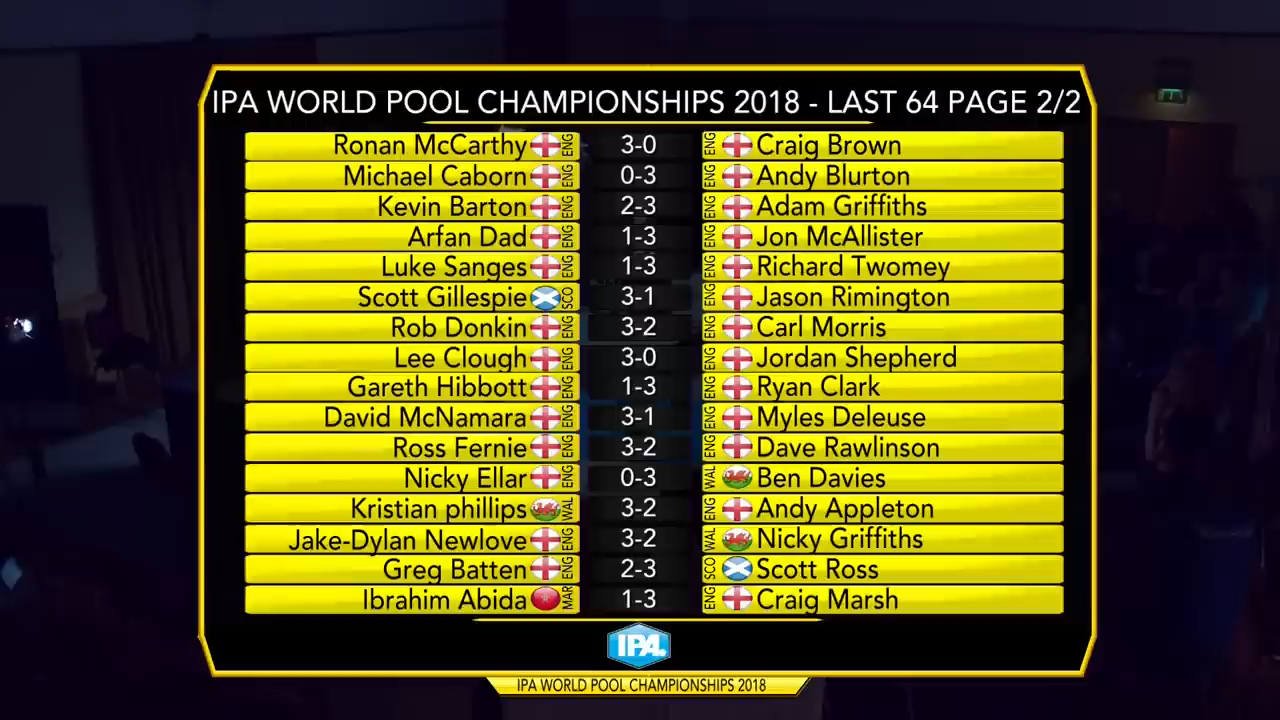 IPA WORLD POOL CHAMPIONSHIPS 2018 - LAST 64 PAGE 2/2
Ronan McCarthy ENG 3-0 ENG Craig Brown
Michael Caborn ENG 0-3 ENG Andy Blurton
Kevin Barton ENG 2-3 ENG Adam Griffiths
Arfan Dad ENG 1-3 ENG Jon McAllister
Luke Sanges ENG 1-3 ENG Richard Twomey
Scott Gillespie SCO 3-1 ENG Jason Rimington
Rob Donkin ENG 3-2 ENG Carl Morris
Lee Clough ENG 3-0 ENG Jordan Shepherd
Gareth Hibbott ENG 1-3 ENG Ryan Clark
David McNamara ENG 3-1 ENG Myles Deleuse
Ross Fernie ENG 3-2 ENG Dave Rawlinson
Nicky Ellar ENG 0-3 WAL Ben Davies
Kristian phillips WAL 3-2 ENG Andy Appleton
Jake-Dylan Newlove ENG 3-2 WAL Nicky Griffiths
Greg Batten ENG 2-3 SCO Scott Ross
Ibrahim Abida MAR 1-3 ENG Craig Marsh
IPA
IPA WORLD POOL CHAMPIONSHIPS 2018